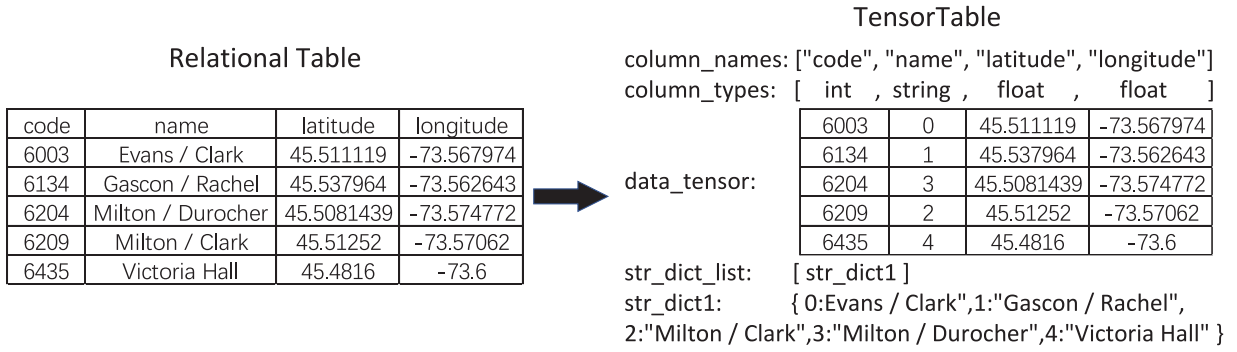 TensorTable
Relational Table
column_names: ["code", "name", "latitude", "longitude"]
column_types: [ int , string , float , float ]
code name latitude longitude
6003 Evans / Clark 45.511119 -73.567974
6134 Gascon / Rachel 45.537964 -73.562643
6204 Milton / Durocher 45.5081439 -73.574772
6209 Milton / Clark 45.51252 -73.57062
6435 Victoria Hall 45.4816 -73.6
data_tensor:
6003 0 45.511119 -73.567974
6134 1 45.537964 -73.562643
6204 3 45.5081439 -73.574772
6209 2 45.51252 -73.57062
6435 4 45.4816 -73.6
str_dict_list: [ str_dict1 ]
str_dict1: { 0:Evans / Clark",1:"Gascon / Rachel",
2:"Milton / Clark",3:"Milton / Durocher",4:"Victoria Hall" }